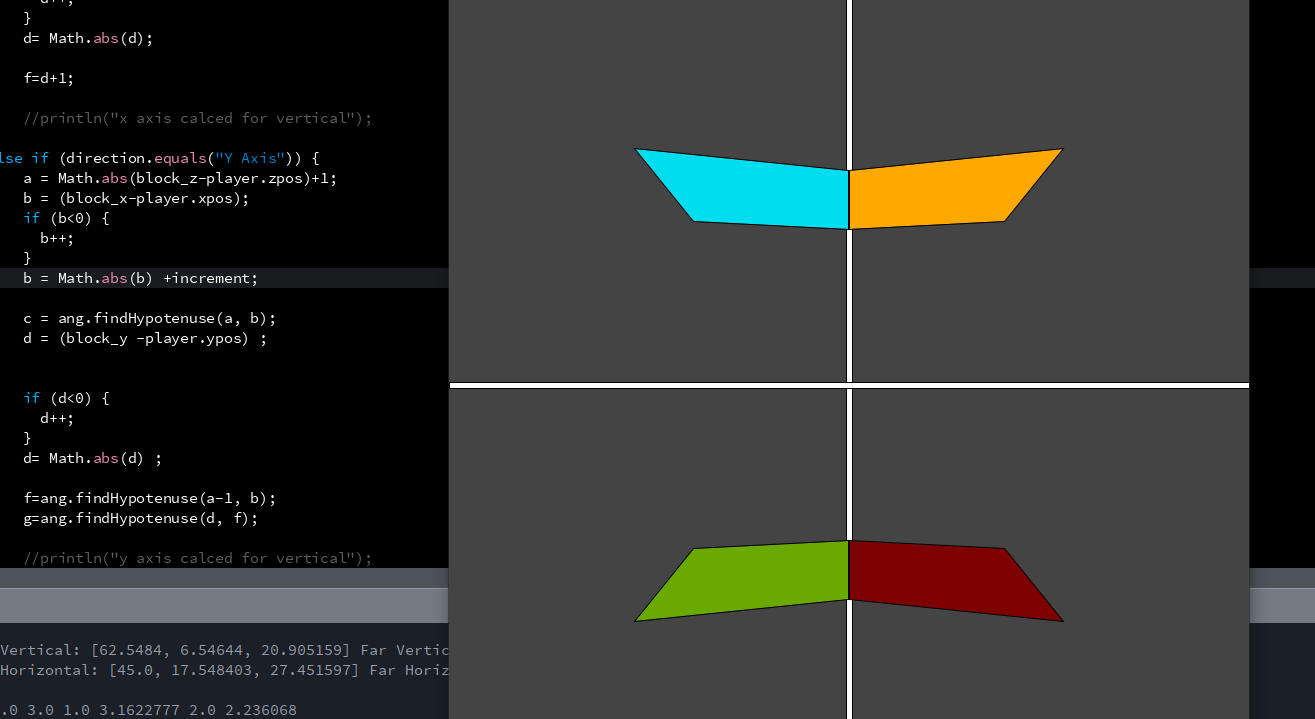 }
d= Math.abs(d);
f=d+1;
//println("x axis calced for vertical");
lse if (direction.equals("Y Axis")) {
a = Math.abs(block_z-player.zpos)+1;
b = (block_x-player.xpos);
if (b<0) {
b++;
}
b = Math.abs(b) +increment;
c = ang.findHypotenuse(a, b);
d = (block_y -player.ypos) ;
if (d<0) {
d++;
}
d= Math.abs(d) ;
f=ang.findHypotenuse(a-1, b);
g=ang.findHypotenuse(d, f);
//println("y axis calced for vertical");
Vertical: [62.5484, 6.54644, 20.905159] Far Vertic
Horizontal: [45.0, 17.548403, 27.451597] Far Horiz
.0 3.0 1.0 3.1622777 2.0 2.236068